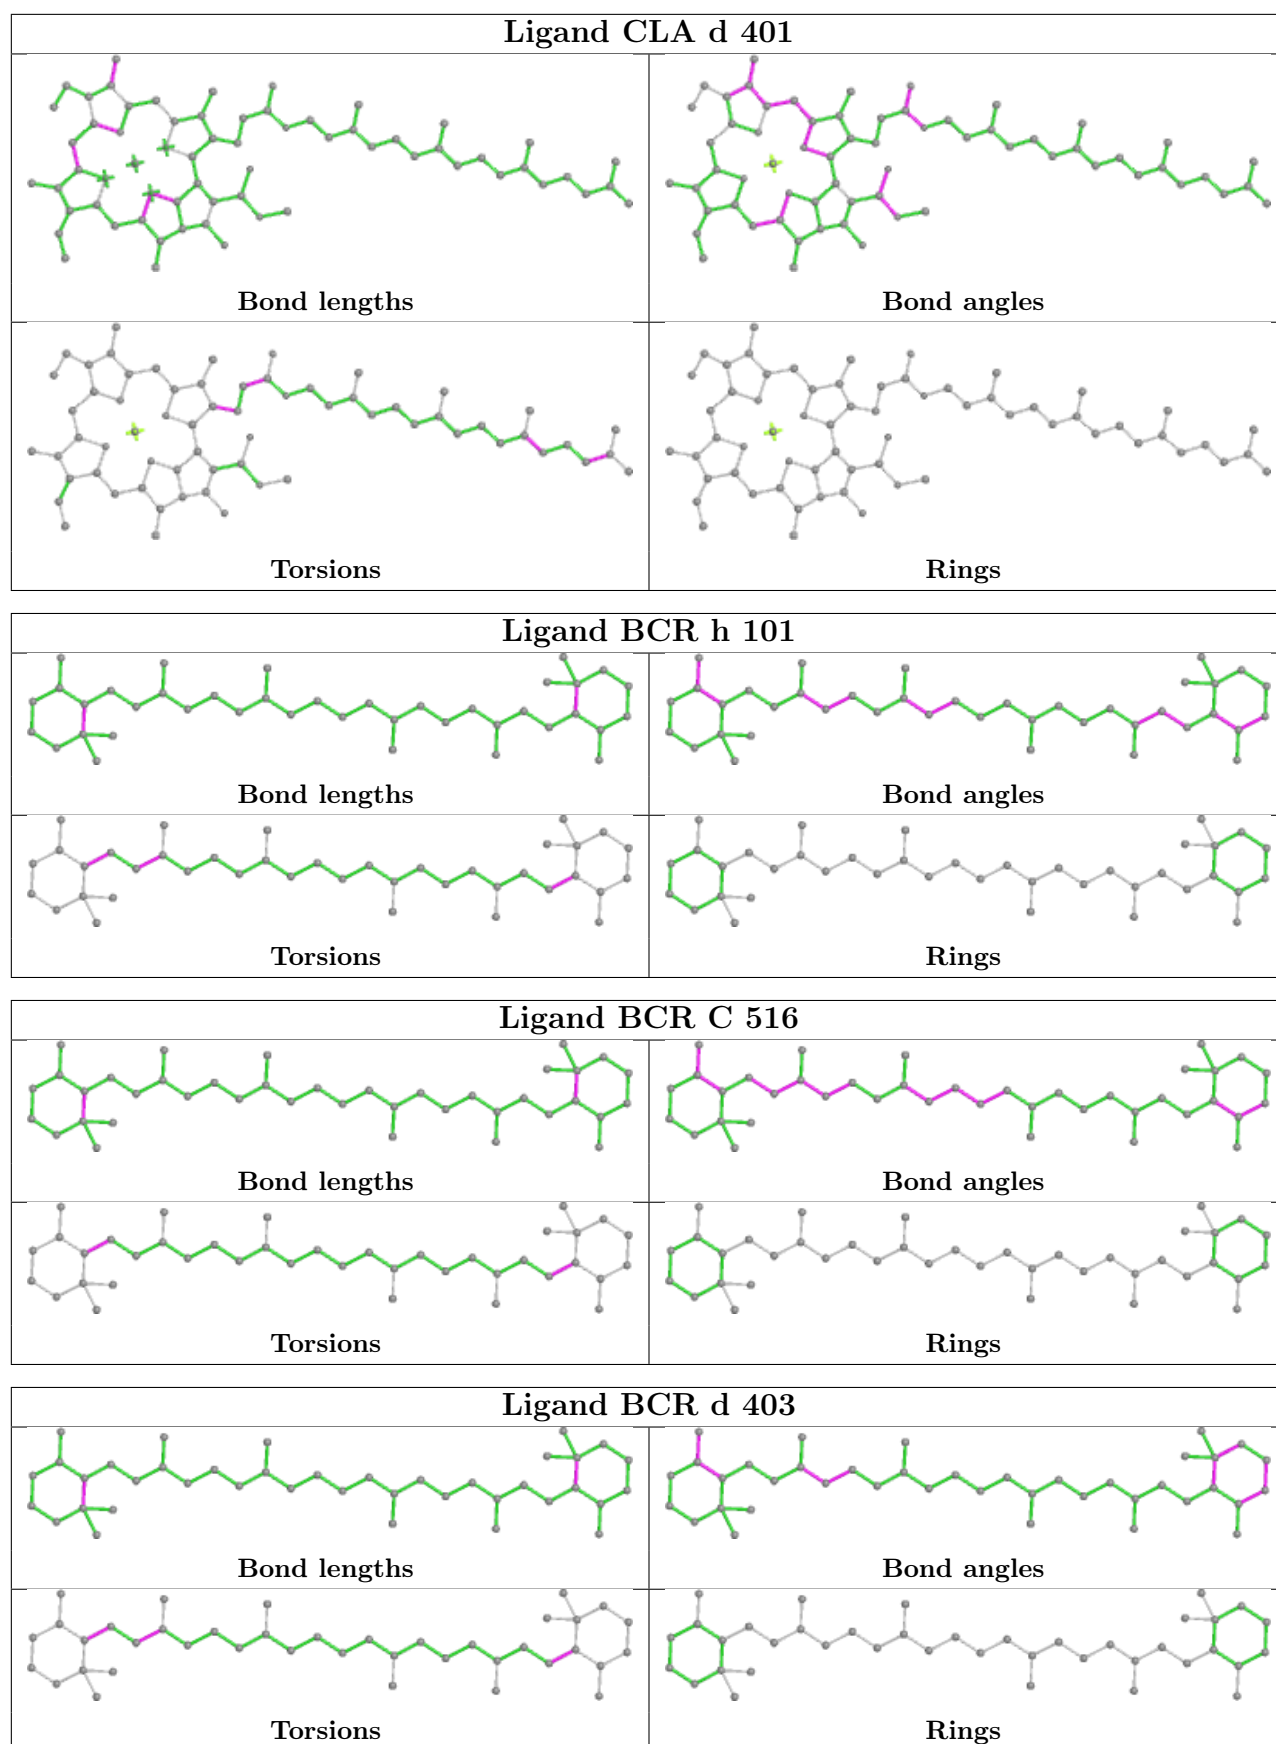 Ligand CLA d 401
Bond lengths
Bond angles
Torsions
Rings
Ligand BCR h 101
Bond lengths
Bond angles
Torsions
Rings
Ligand BCR C 516
Bond lengths
Bond angles
Torsions
Rings
Ligand BCR d 403
Bond lengths
Bond angles
Torsions
Rings